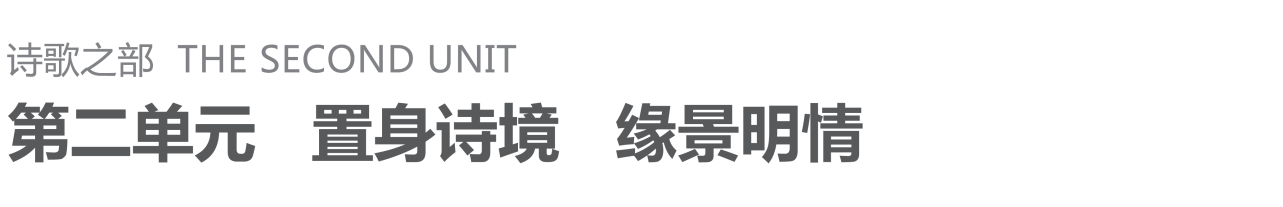 诗歌之部 THE SECOND UNIT
第二单元 置身诗境 缘景明情